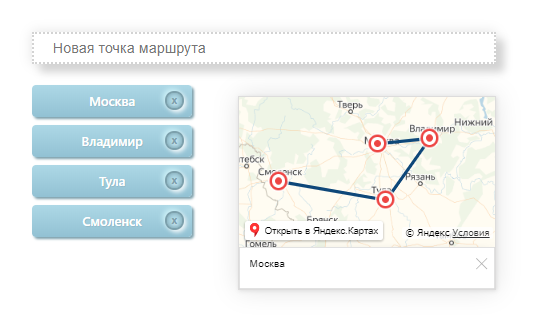 Новая точка маршрута
Москва x
Владимир x
Тула x
Смоленск x
Тверь
Нижний
Москва
Владимир
Смоленск
Рязань
Тула
Брянск
Гомель
Открыть в Яндекс.Картах
© Яндекс Условия
Москва